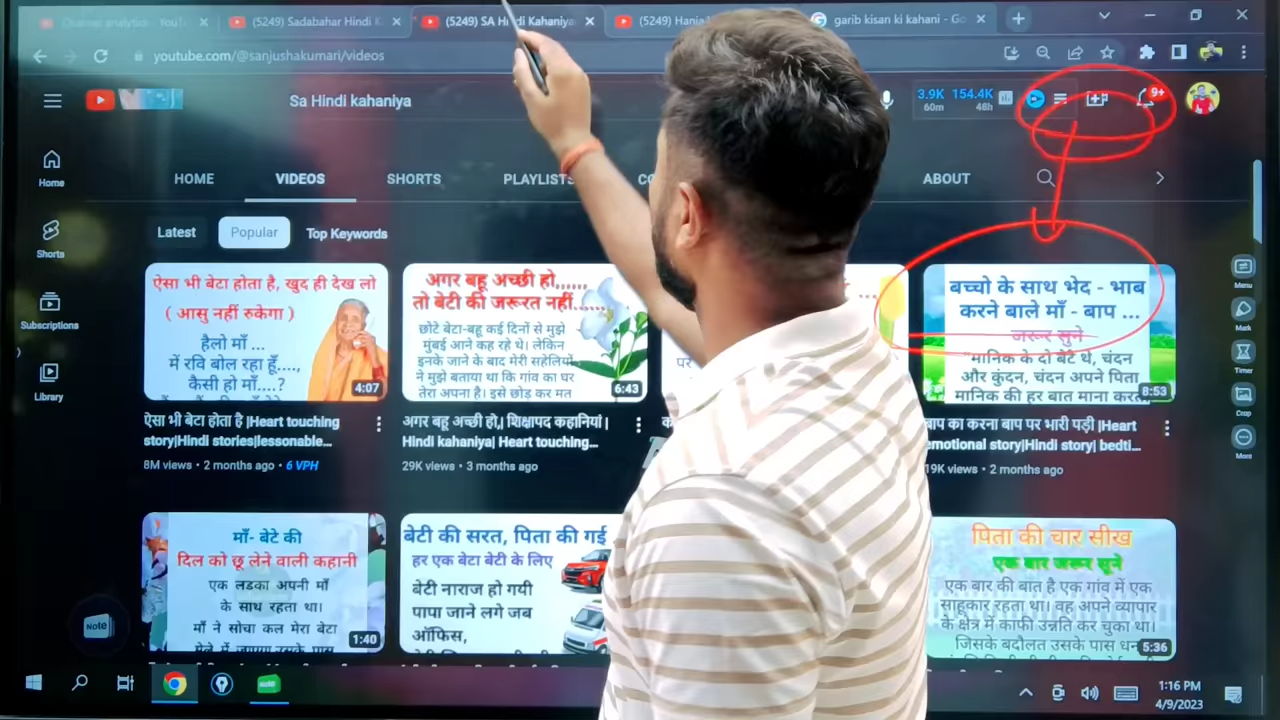 (5249) Sadabahar Hindi K
(5249) SA Hindi Kahaniya
(5249) Hania
garib kisan ki kahani - Go
youtube.com/@sanjushakumari/videos
Sa Hindi kahaniya
3.9K 154.4K
60m 48h
9+
HOME VIDEOS SHORTS PLAYLISTS ABOUT
Home
Shorts
Subscriptions
Library
Latest Popular Top Keywords
ऐसा भी बेटा होता है, खुद ही देख लो
( आसु नहीं रुकेगा )
हैलो माँ ...
में रवि बोल रहा हूँ....,
कैसी हो माँ....?
4:07
ऐसा भी बेटा होता है |Heart touching
story|Hindi stories|lessonable...
8M views • 2 months ago • 6 VPH
अगर बहू अच्छी हो......
तो बेटी की जरूरत नहीं.....
छोटे बेटा-बहू कई दिनों से मुझे
मुंबई आने कह रहे थे। लेकिन
इनके जाने के बाद मेरी सहेलियों
ने मुझे बताया था कि गांव का घर
तेरा अपना है। इसे छोड़ कर मत
6:43
अगर बहू अच्छी हो,| शिक्षापद कहानियां |
Hindi kahaniya| Heart touching...
29K views • 3 months ago
बच्चो के साथ भेद - भाब
करने बाले माँ - बाप ...
जरूर सुने
मानिक के दो बेटे थे, चंदन
और कुंदन, चंदन अपने पिता
मानिक की हर बात माना करता
8:53
बाप का करना बाप पर भारी पड़ी |Heart
emotional story|Hindi story| bedti...
19K views • 2 months ago
माँ- बेटे की
दिल को छू लेने वाली कहानी
एक लडका अपनी माँ
के साथ रहता था।
माँ ने सोचा कल मेरा बेटा
1:40
बेटी की सरत, पिता की गई
हर एक बेटा बेटी के लिए
बेटी नाराज हो गयी
पापा जाने लगे जब
ऑफिस,
पिता की चार सीख
एक बार जरूर सुने
एक बार की बात है एक गांव में एक
साहूकार रहता था। वह अपने व्यापार
के क्षेत्र में काफी उन्नति कर चुका था।
जिसके बदौलत उसके पास धन
5:36
Menu
Mark
Timer
Crop
More
Note
1:16 PM
4/9/2023